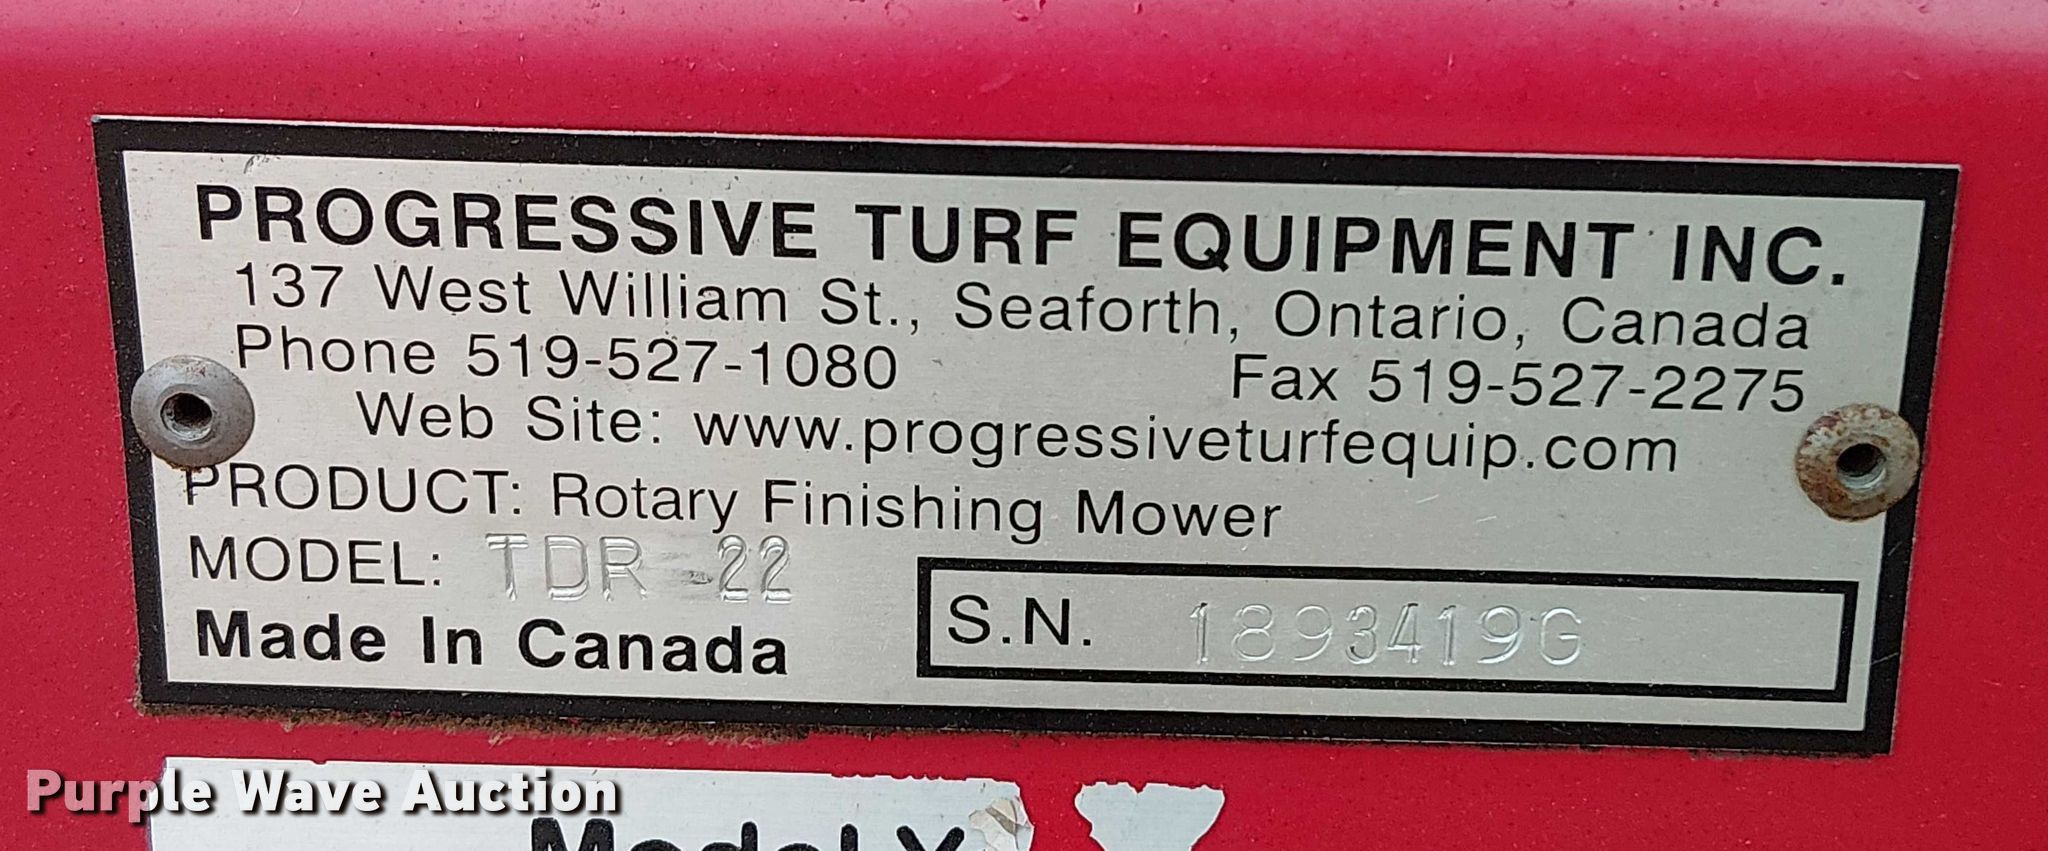 PROGRESSIVE TURF EQUIPMENT INC.
137 West William St., Seaforth, Ontario, Canada
Phone 519-527-1080 Fax 519-527-2275
Web Site: www.progressiveturfequip.com
PRODUCT: Rotary Finishing Mower
MODEL: TDR-22
Made In Canada
S.N. 1893419G
Purple Wave Auction
Model Y